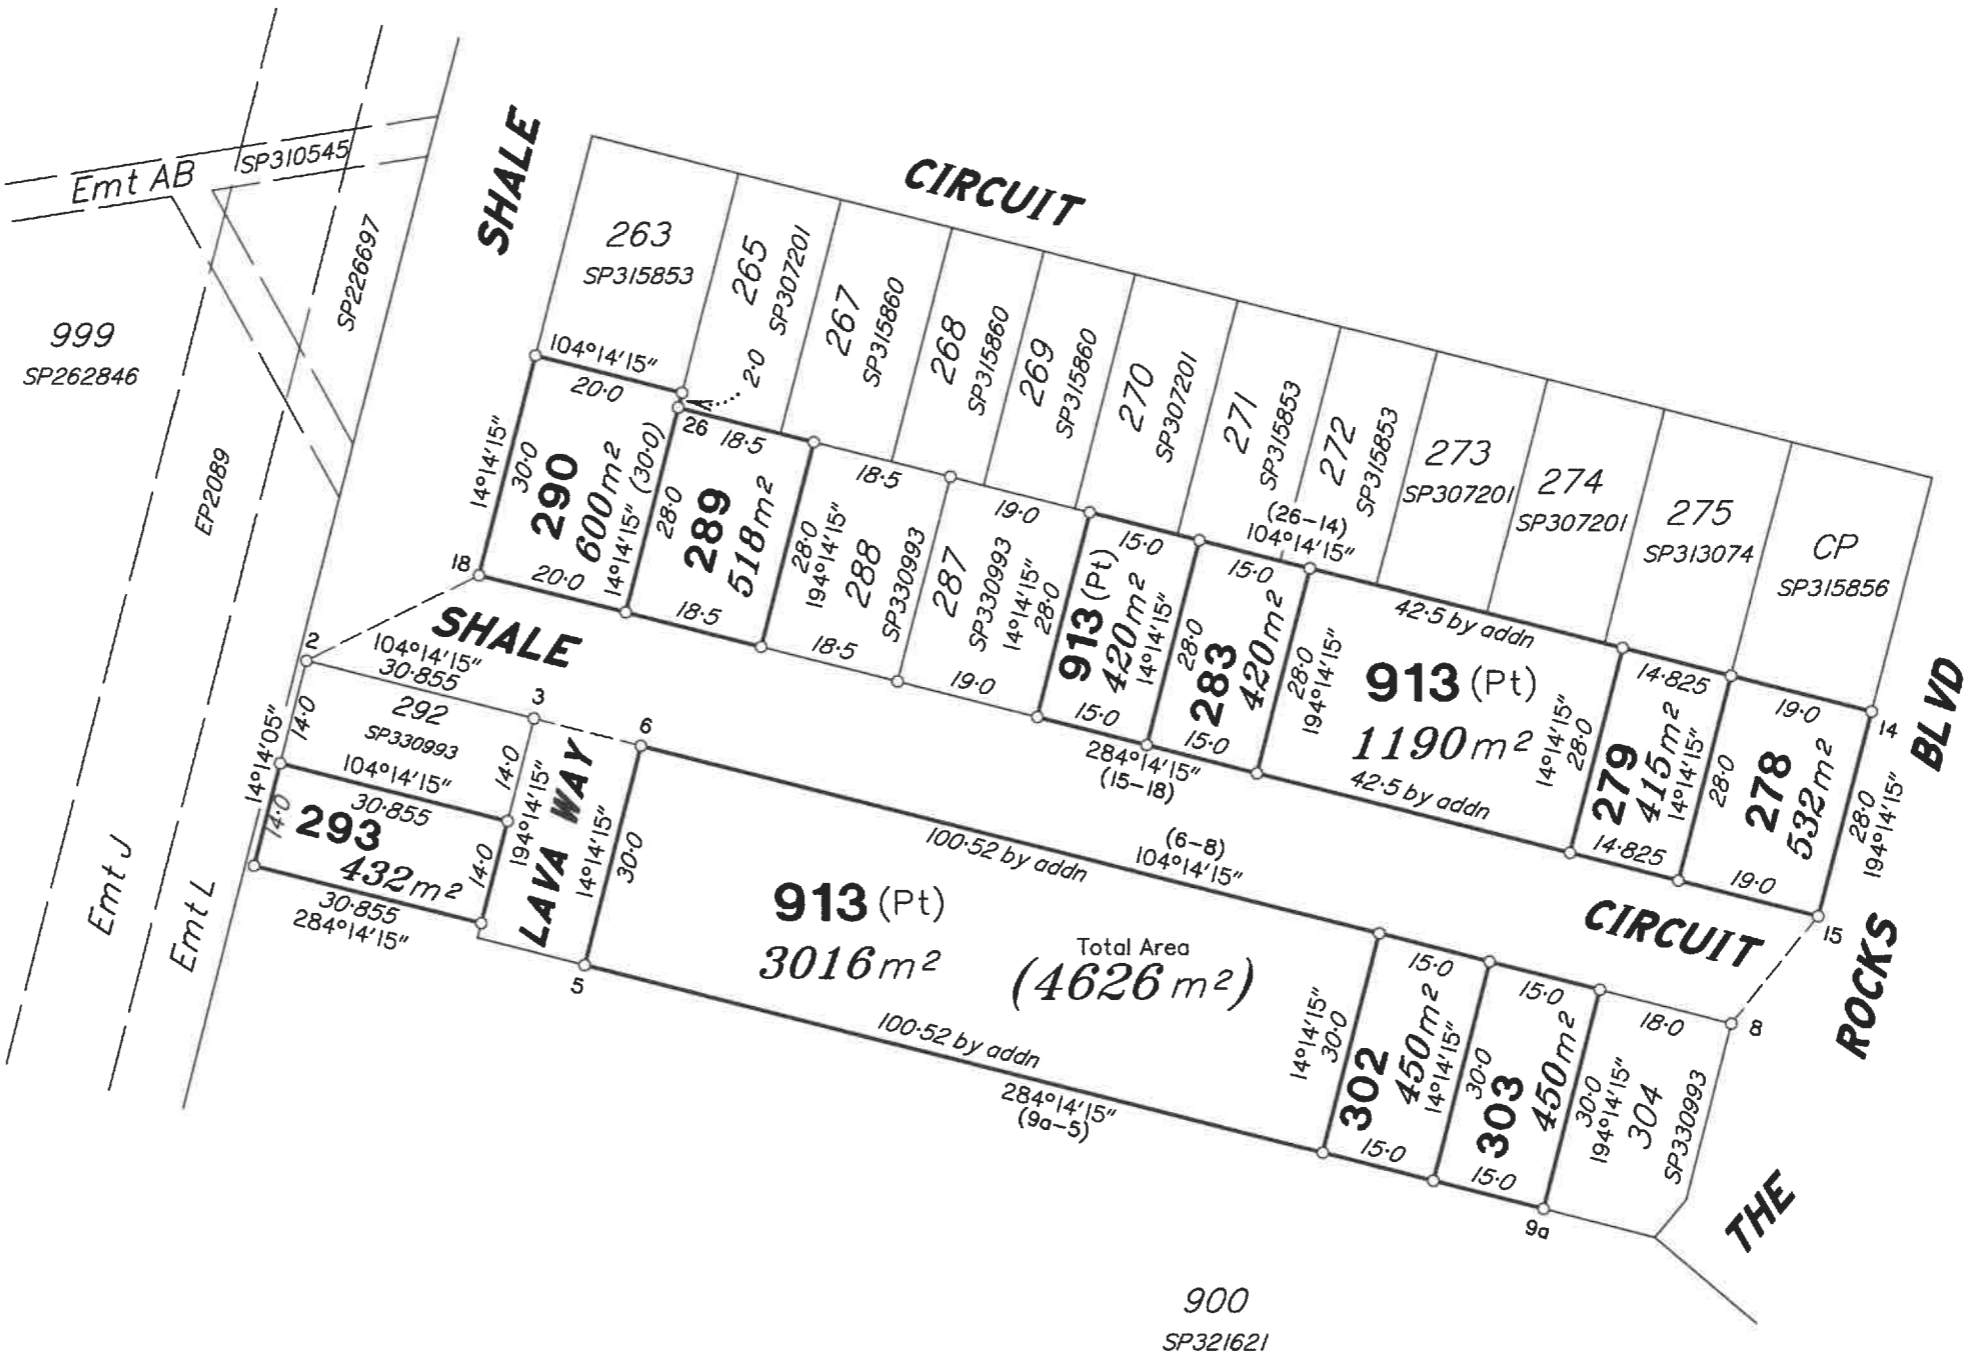 SHALE
CIRCUIT
SP310545
Emt AB
SP226697
999
SP262846
EP2089
Emt J
Emt L
263
SP315853
265
SP307201
267
SP315860
268
SP315860
269
SP315860
270
SP307201
271
SP315853
272
SP315853
273
SP307201
274
SP307201
275
SP313074
CP
SP315856
104°14'15"
20·0
2·0
26
14°14'15"
30·0
290
600m²
14°14'15" (30·0)
20·0
18
18·5
28·0
289
518m²
18·5
18·5
28·0
194°14'15"
288
SP330993
18·5
19·0
287
SP330993
14°14'15"
28·0
19·0
15·0
913 (Pt)
420m²
14°14'15"
15·0
(26-14)
104°14'15"
15·0
28·0
283
420m²
15·0
284°14'15"
(15-18)
28·0
194°14'15"
42·5 by addn
913 (Pt)
1190m²
42·5 by addn
14°14'15"
28·0
14·825
279
415m²
14°14'15"
14·825
19·0
28·0
278
532m²
19·0
14
28·0
194°14'15"
15
THE
ROCKS
BLVD
SHALE
CIRCUIT
2
104°14'15"
30·855
3
14·0
292
SP330993
14·0
14°14'05"
104°14'15"
30·855
14·0
293
432m²
14·0
194°14'15"
30·855
284°14'15"
LAVA WAY
6
14°14'15"
30·0
5
100·52 by addn
(6-8)
104°14'15"
913 (Pt)
3016m²
Total Area
(4626 m²)
100·52 by addn
284°14'15"
(9a-5)
14°14'15"
30·0
15·0
302
450m²
14°14'15"
15·0
15·0
30·0
303
450m²
15·0
9a
18·0
8
30·0
194°14'15"
304
SP330993
900
SP321621